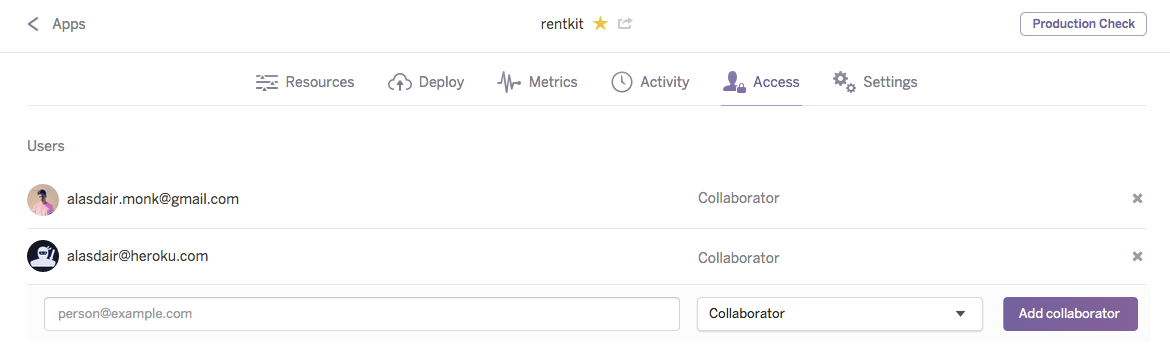 Apps
rentkit
Production Check
Resources Deploy Metrics Activity Access Settings
Users
alasdair.monk@gmail.com Collaborator
alasdair@heroku.com Collaborator
person@example.com Collaborator Add collaborator